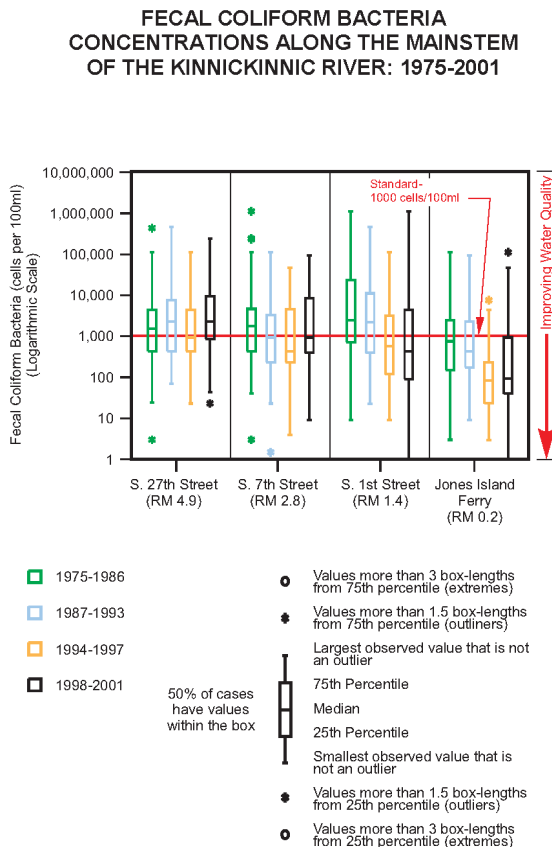 FECAL COLIFORM BACTERIA
CONCENTRATIONS ALONG THE MAINSTEM
OF THE KINNICKINNIC RIVER: 1975-2001
Fecal Coliform Bacteria (cells per 100ml)
(Logarithmic Scale)
10,000,000
1,000,000
100,000
10,000
1,000
100
10
1
Standard-
1000 cells/100ml
Improving Water Quality
S. 27th Street
(RM 4.9)
S. 7th Street
(RM 2.8)
S. 1st Street
(RM 1.4)
Jones Island
Ferry
(RM 0.2)
1975-1986
1987-1993
1994-1997
1998-2001
50% of cases
have values
within the box
Values more than 3 box-lengths
from 75th percentile (extremes)
Values more than 1.5 box-lengths
from 75th percentile (outliners)
Largest observed value that is not
an outlier
75th Percentile
Median
25th Percentile
Smallest observed value that is
not an outlier
Values more than 1.5 box-lengths
from 25th percentile (outliers)
Values more than 3 box-lengths
from 25th percentile (extremes)